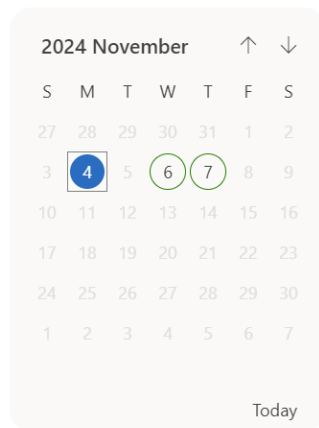 2024 November
S M T W T F S
27 28 29 30 31 1 2
3 4 5 6 7 8 9
10 11 12 13 14 15 16
17 18 19 20 21 22 23
24 25 26 27 28 29 30
1 2 3 4 5 6 7
Today